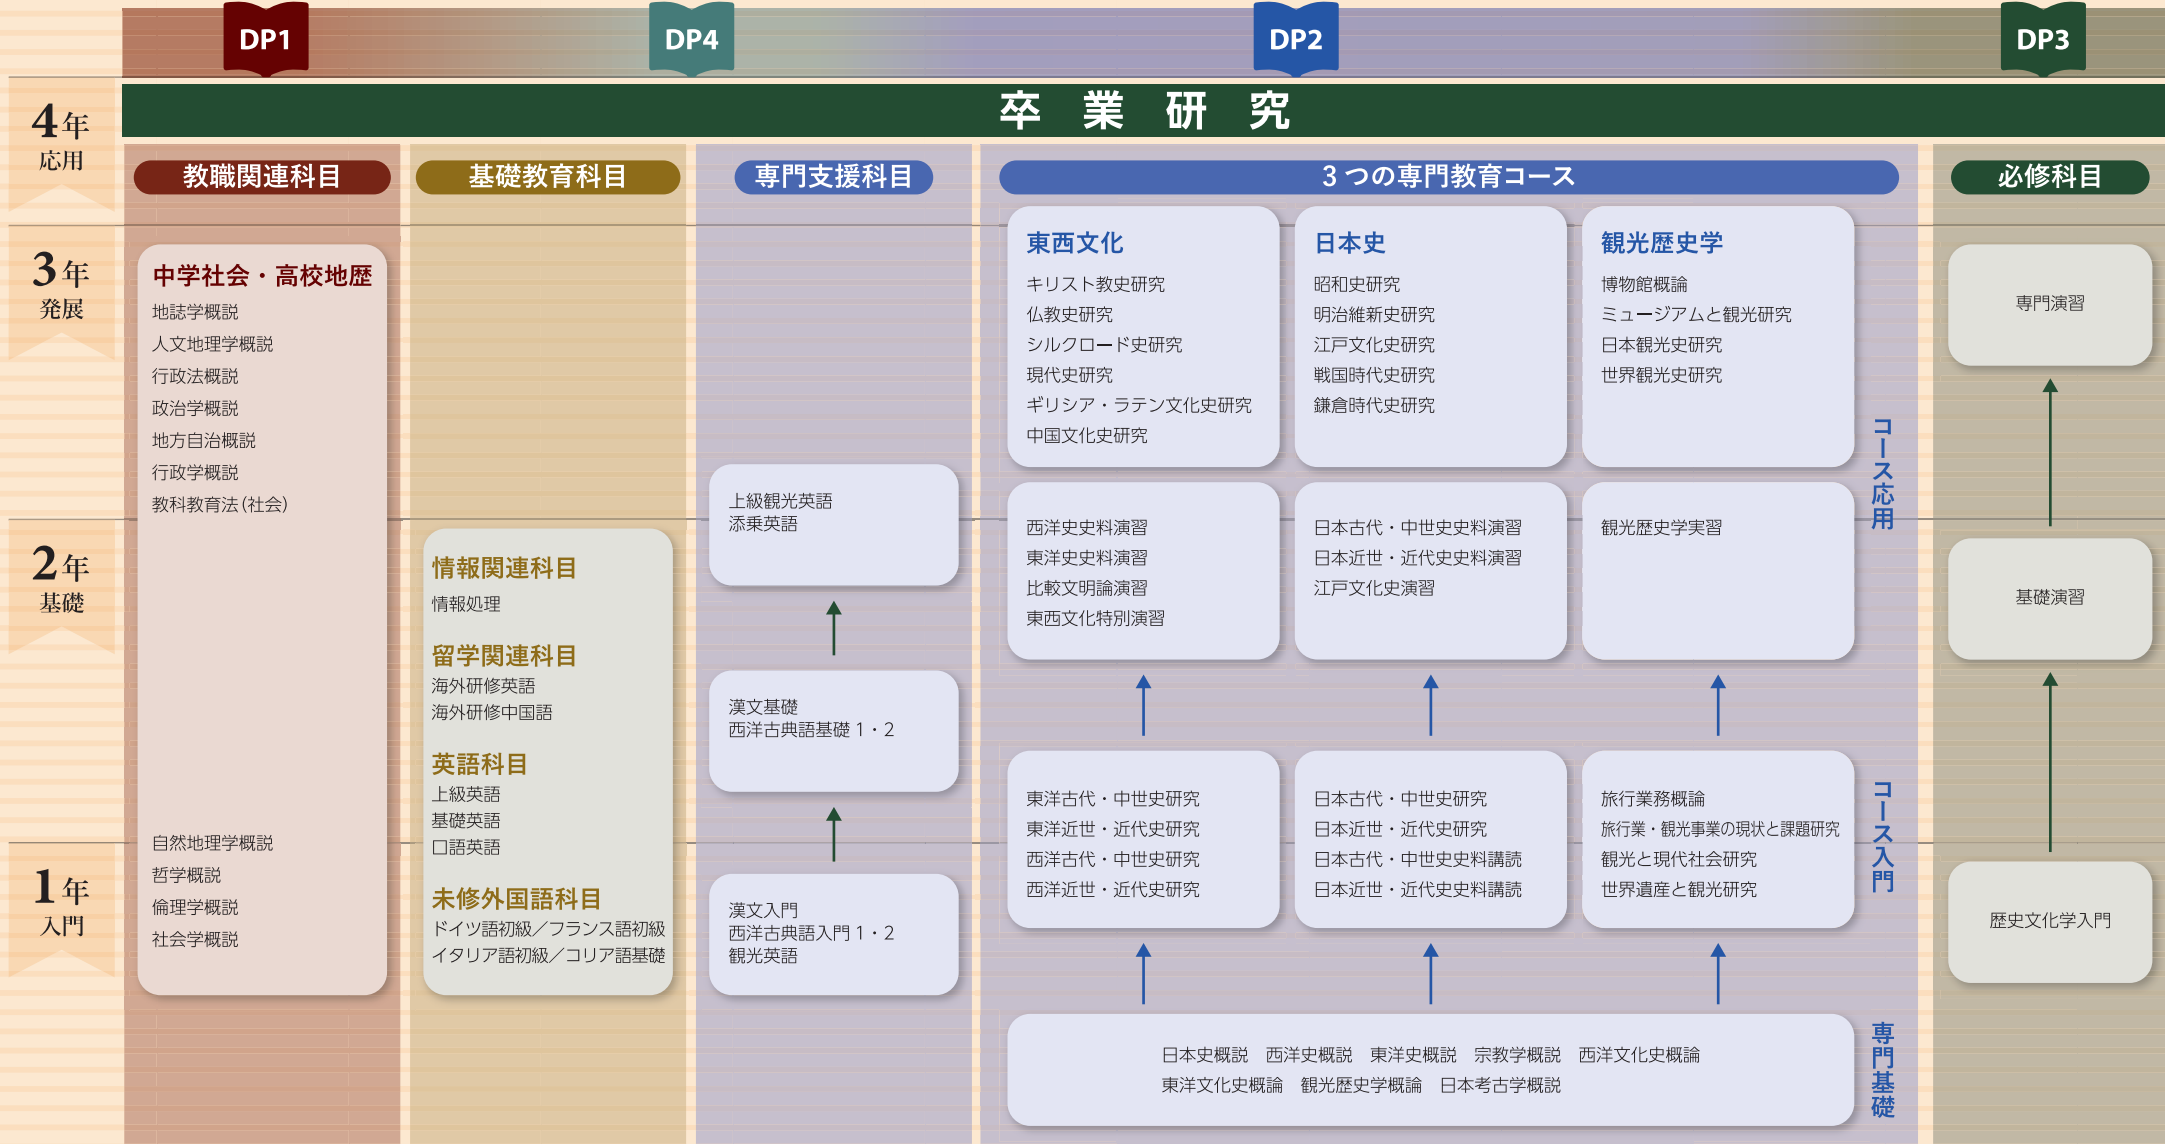 DP1
DP4
DP2
DP3
卒業研究
4年
応用
3年
発展
2年
基礎
1年
入門
教職関連科目
中学社会・高校地歴
地誌学概説
人文地理学概説
行政法概説
政治学概説
地方自治概説
行政学概説
教科教育法(社会)
自然地理学概説
哲学概説
倫理学概説
社会学概説
基礎教育科目
情報関連科目
情報処理
留学関連科目
海外研修英語
海外研修中国語
英語科目
上級英語
基礎英語
口語英語
未修外国語科目
ドイツ語初級／フランス語初級
イタリア語初級／コリア語基礎
専門支援科目
上級観光英語
添乗英語
漢文基礎
西洋古典語基礎 1・2
漢文入門
西洋古典語入門 1・2
観光英語
3つの専門教育コース
東西文化
キリスト教史研究
仏教史研究
シルクロード史研究
現代史研究
ギリシア・ラテン文化史研究
中国文化史研究
日本史
昭和史研究
明治維新史研究
江戸文化史研究
戦国時代史研究
鎌倉時代史研究
観光歴史学
博物館概論
ミュージアムと観光研究
日本観光史研究
世界観光史研究
西洋史史料演習
東洋史史料演習
比較文明論演習
東西文化特別演習
日本古代・中世史史料演習
日本近世・近代史史料演習
江戸文化史演習
観光歴史学実習
コース応用
東洋古代・中世史研究
東洋近世・近代史研究
西洋古代・中世史研究
西洋近世・近代史研究
日本古代・中世史研究
日本近世・近代史研究
日本古代・中世史史料講読
日本近世・近代史史料講読
旅行業務概論
旅行業・観光事業の現状と課題研究
観光と現代社会研究
世界遺産と観光研究
コース入門
日本史概説　西洋史概説　東洋史概説　宗教学概説　西洋文化史概論
東洋文化史概論　観光歴史学概論　日本考古学概説
専門基礎
必修科目
専門演習
基礎演習
歴史文化学入門